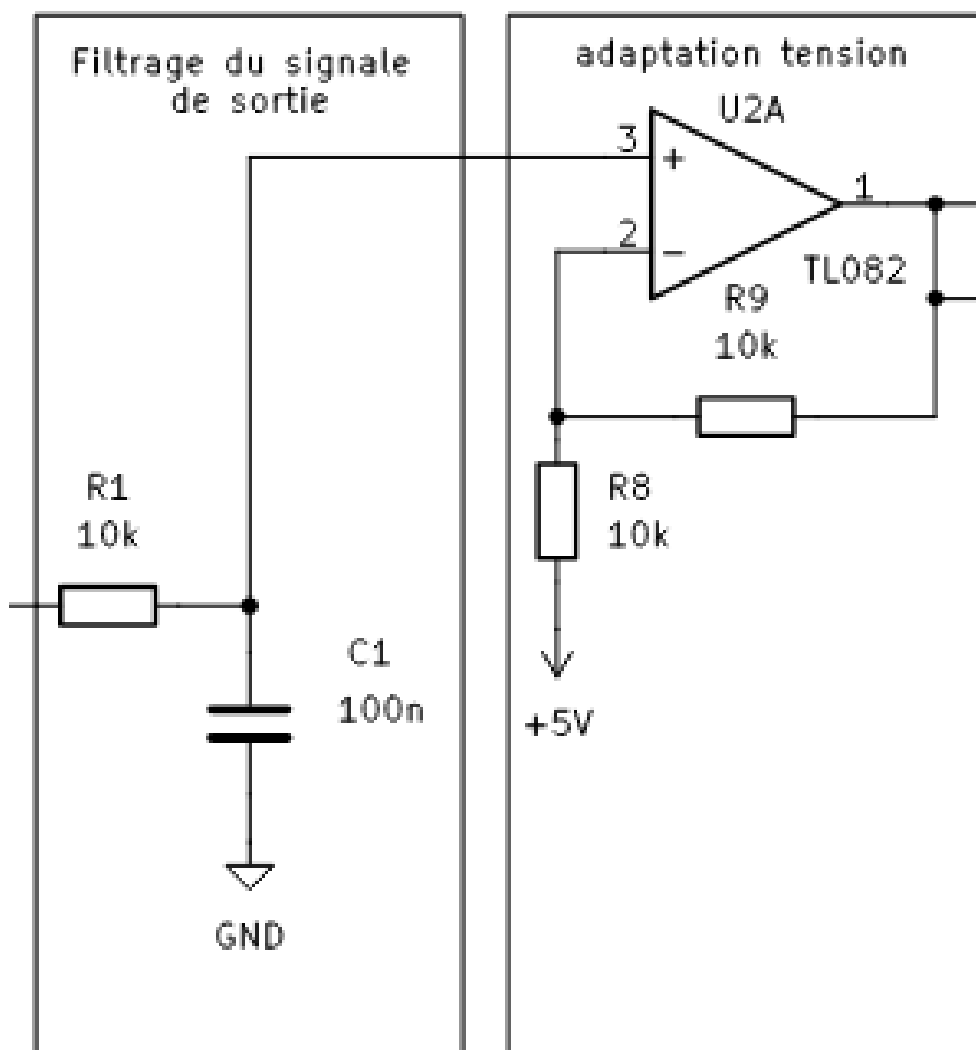 Filtrage du signale
de sortie
adaptation tension
U2A
3
+
1
2
−
TL082
R9
10k
R1
10k
R8
10k
C1
100n
+5V
GND